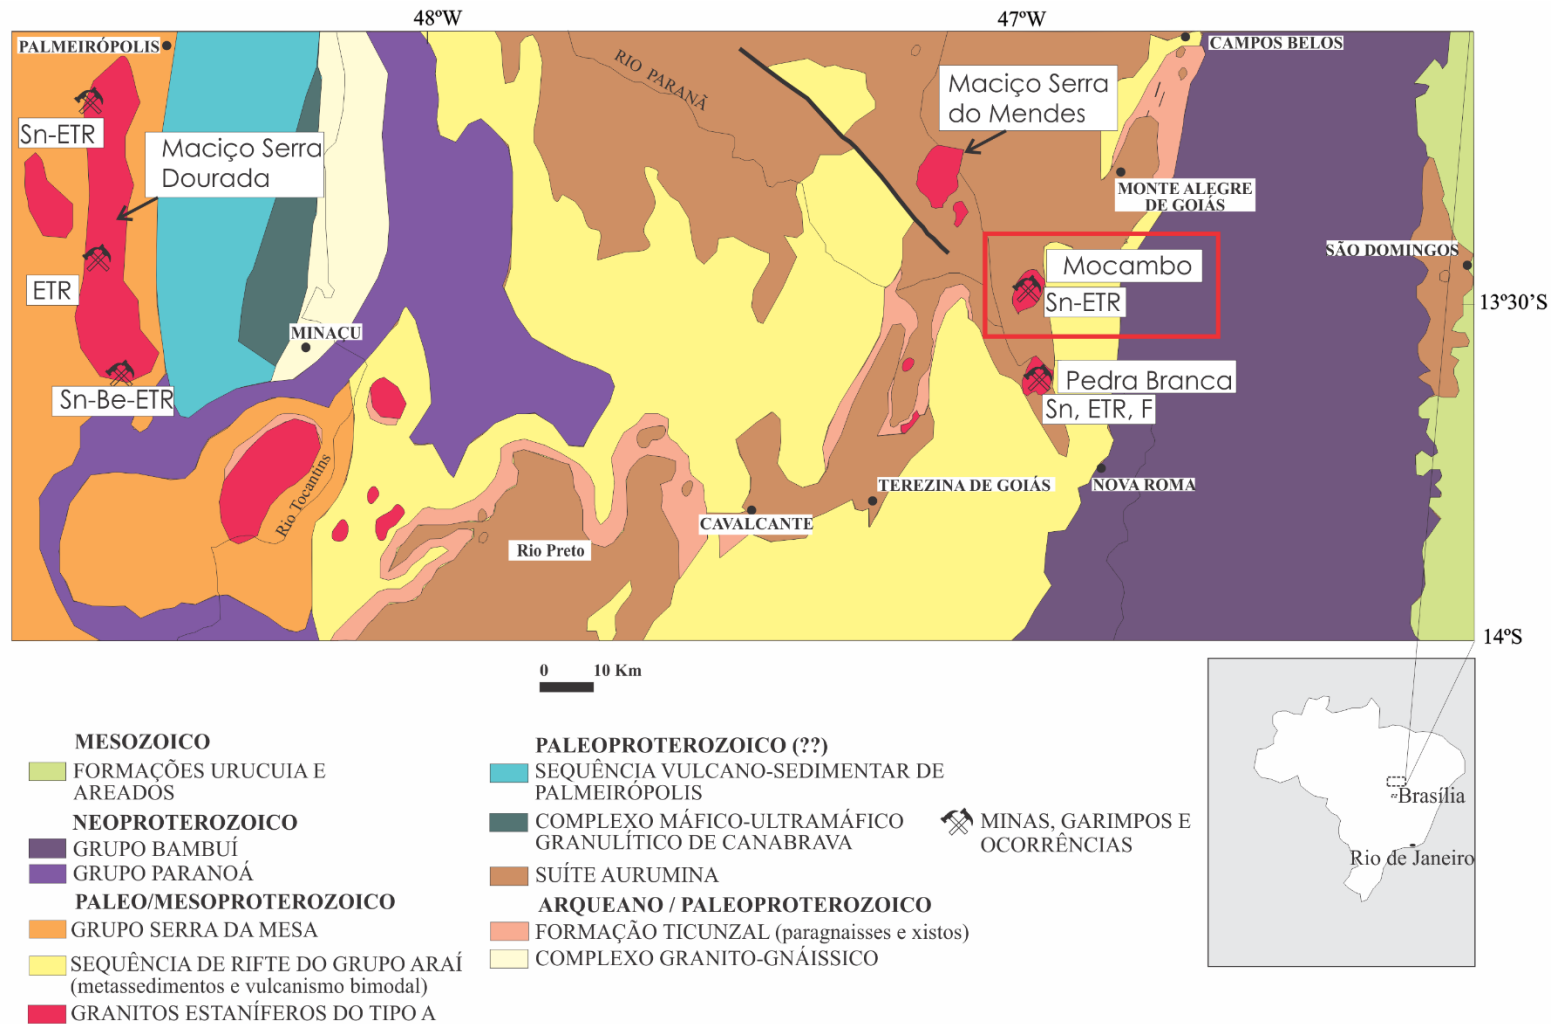 48ºW
47ºW
PALMEIRÓPOLIS
CAMPOS BELOS
RIO PARANÃ
Maciço Serra
do Mendes
Sn-ETR
Maciço Serra
Dourada
MONTE ALEGRE
DE GOIÁS
SÃO DOMINGOS
Mocambo
ETR
Sn-ETR
13º30'S
MINAÇU
Pedra Branca
Sn-Be-ETR
Sn, ETR, F
Rio Tocantins
TEREZINA DE GOIÁS
NOVA ROMA
CAVALCANTE
Rio Preto
14ºS
0 10 Km
MESOZOICO
FORMAÇÕES URUCUIA E
AREADOS
NEOPROTEROZOICO
GRUPO BAMBUÍ
GRUPO PARANOÁ
PALEO/MESOPROTEROZOICO
GRUPO SERRA DA MESA
SEQUÊNCIA DE RIFTE DO GRUPO ARAÍ
(metassedimentos e vulcanismo bimodal)
GRANITOS ESTANÍFEROS DO TIPO A
PALEOPROTEROZOICO (??)
SEQUÊNCIA VULCANO-SEDIMENTAR DE
PALMEIRÓPOLIS
COMPLEXO MÁFICO-ULTRAMÁFICO
GRANULÍTICO DE CANABRAVA
SUÍTE AURUMINA
ARQUEANO / PALEOPROTEROZOICO
FORMAÇÃO TICUNZAL (paragnaisses e xistos)
COMPLEXO GRANITO-GNÁISSICO
MINAS, GARIMPOS E
OCORRÊNCIAS
Brasília
Rio de Janeiro